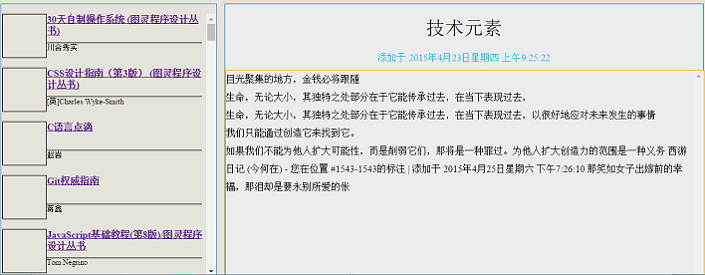 30天自制操作系统 (图灵程序设计丛
书)
川合秀实
CSS设计指南（第3版） (图灵程序设
计丛书)
[英]Charles Wyke-Smith
C语言点滴
赵岩
Git权威指南
蒋鑫
JavaScript基础教程(第8版)/图灵程序
设计丛书
Tom Negrino
技术元素
添加于 2015年4月23日星期四 上午9:25:22
目光聚集的地方，金钱必将跟随
生命，无论大小，其独特之处部分在于它能传承过去，在当下表现过去，
生命，无论大小，其独特之处部分在于它能传承过去，在当下表现过去，以很好地应对未来发生的事情
我们只能通过创造它来找到它。
如果我们不能为他人扩大可能性，而是削弱它们，那将是一种罪过。为他人扩大创造力的范围是一种义务 西游
日记 (今何在) - 您在位置 #1543-1543的标注 | 添加于 2015年4月25日星期六 下午7:26:10 那笑如女子出嫁前的幸
福，那泪却是要永别所爱的怅